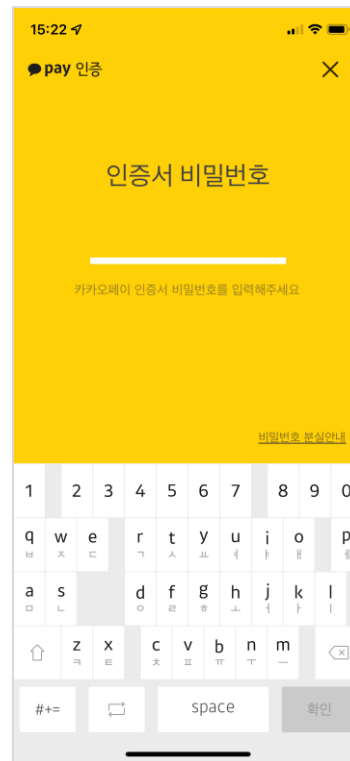 15:22
pay 인증
인증서 비밀번호
카카오페이 인증서 비밀번호를 입력해주세요
비밀번호 분실안내
1 2 3 4 5 6 7 8 9 0
q w e r t y u i o p
ㅂ ㅈ ㄷ ㄱ ㅅ ㅛ ㅕ ㅑ ㅐ ㅔ
a s d f g h j k l
ㅁ ㄴ ㅇ ㄹ ㅎ ㅗ ㅓ ㅏ ㅣ
z x c v b n m
ㅋ ㅌ ㅊ ㅍ ㅠ ㅜ ㅡ
#+= space 확인